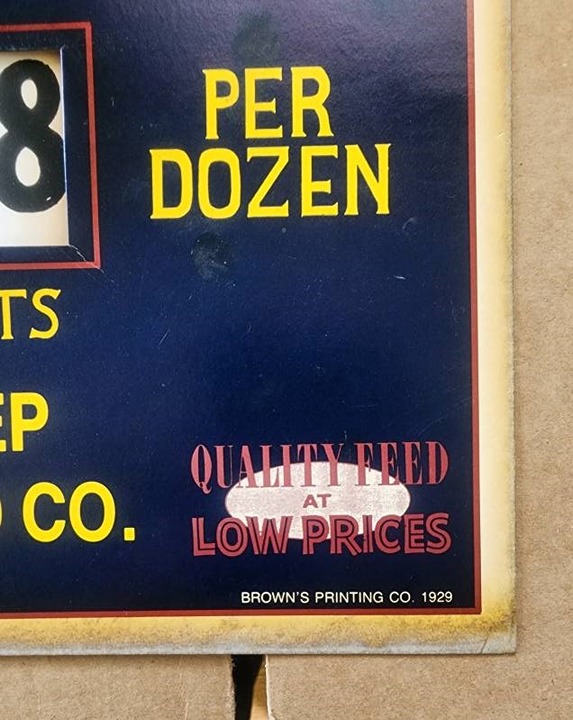 8
PER
DOZEN
TS
EP
CO.
QUALITY FEED
AT
LOW PRICES
BROWN'S PRINTING CO. 1929